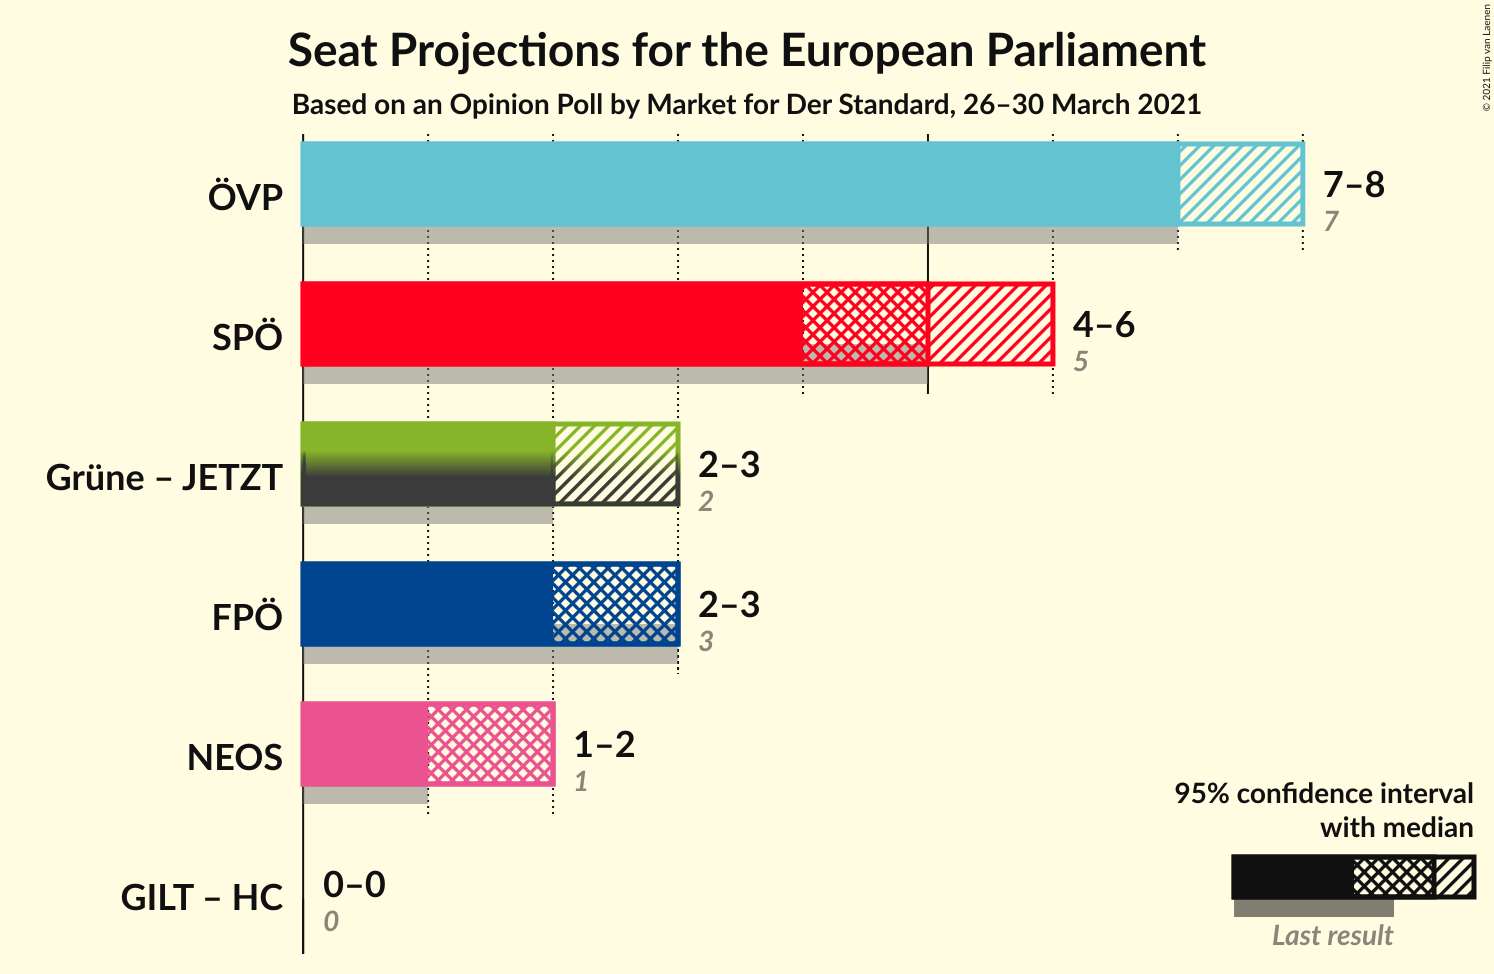 Seat Projections for the European Parliament
Based on an Opinion Poll by Market for Der Standard, 26–30 March 2021
© 2021 Filip van Laenen
ÖVP
7–8
7
SPÖ
4–6
5
Grüne – JETZT
2–3
2
FPÖ
2–3
3
NEOS
1–2
1
GILT – HC
0–0
0
95% confidence interval
with median
Last result